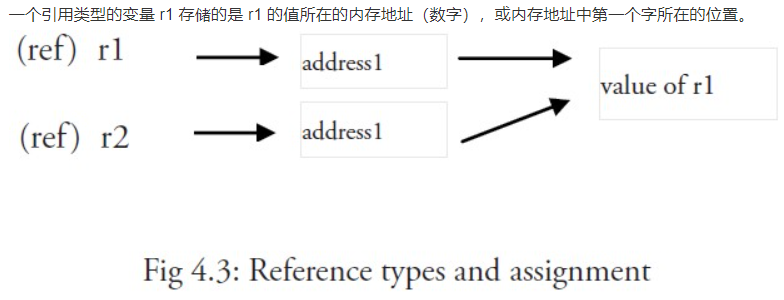 一个引用类型的变量 r1 存储的是 r1 的值所在的内存地址（数字），或内存地址中第一个字所在的位置。
(ref) r1
address1
value of r1
(ref) r2
address1
Fig 4.3: Reference types and assignment